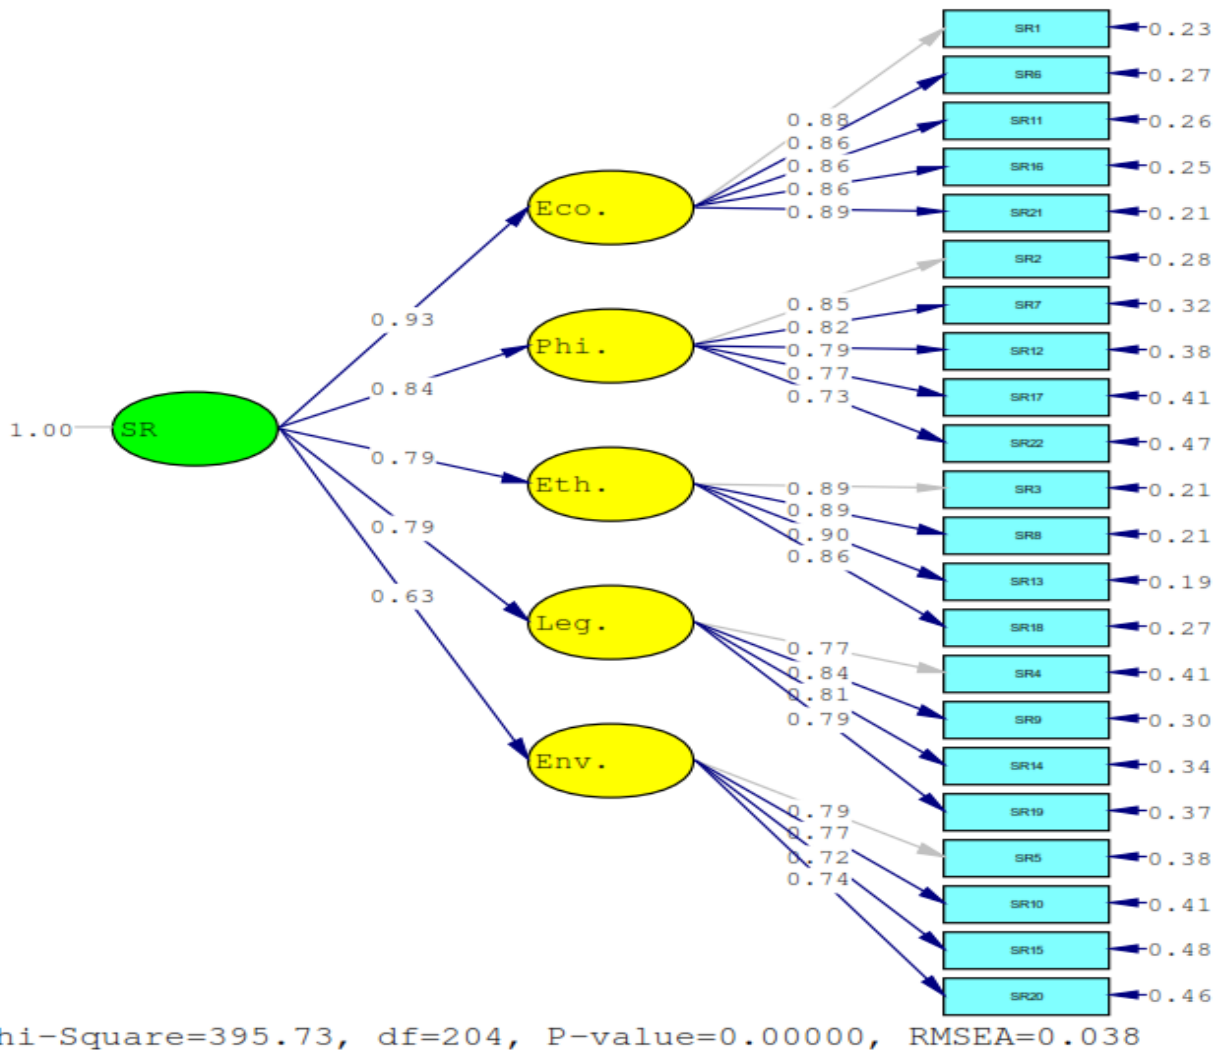 SR1
0.23
SR6
0.27
SR11
0.26
SR16
0.25
SR21
0.21
SR2
0.28
SR7
0.32
SR12
0.38
SR17
0.41
SR22
0.47
SR3
0.21
SR8
0.21
SR13
0.19
SR18
0.27
SR4
0.41
SR9
0.30
SR14
0.34
SR19
0.37
SR5
0.38
SR10
0.41
SR15
0.48
SR20
0.46
0.88
0.86
0.86
0.86
0.89
0.85
0.82
0.79
0.77
0.73
0.89
0.89
0.90
0.86
0.77
0.84
0.81
0.79
0.79
0.77
0.72
0.74
Eco.
Phi.
Eth.
Leg.
Env.
0.93
0.84
0.79
0.79
0.63
1.00
SR
hi-Square=395.73, df=204, P-value=0.00000, RMSEA=0.038